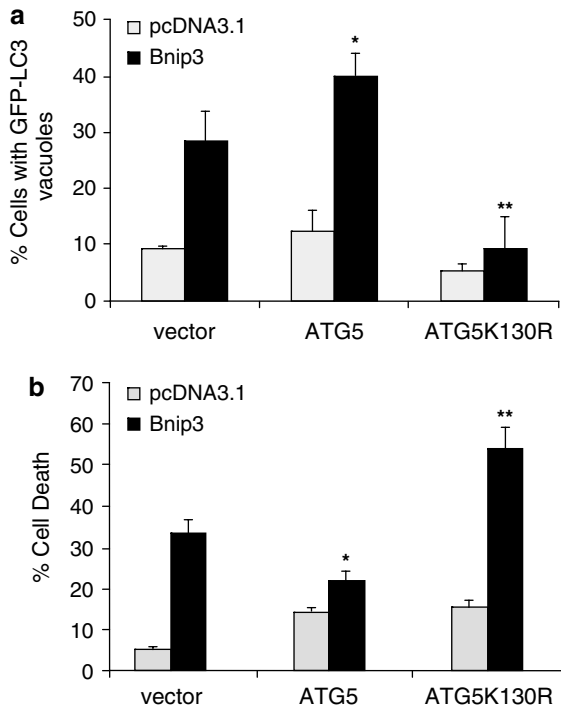 a
% Cells with GFP-LC3
vacuoles
50
40
30
20
10
0
pcDNA3.1
Bnip3
*
**
vector
ATG5
ATG5K130R
b
% Cell Death
70
60
50
40
30
20
10
0
pcDNA3.1
Bnip3
*
**
vector
ATG5
ATG5K130R